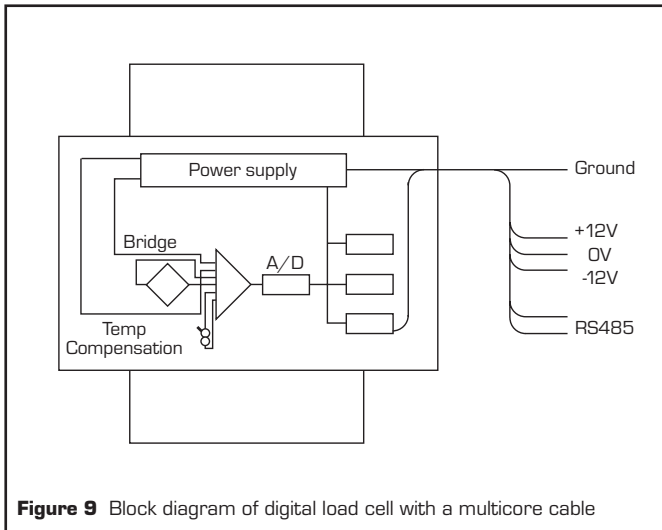 Power supply
Ground
Bridge
A/D
+12V
0V
-12V
Temp
Compensation
RS485
Figure 9 Block diagram of digital load cell with a multicore cable